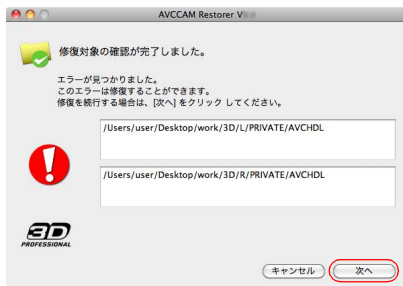 AVCCAM Restorer V
修復対象の確認が完了しました。
エラーが見つかりました。
このエラーは修復することができます。
修復を続行する場合は、[次へ] をクリック してください。
/Users/user/Desktop/work/3D/L/PRIVATE/AVCHDL
/Users/user/Desktop/work/3D/R/PRIVATE/AVCHDL
3D
PROFESSIONAL
キャンセル
次へ